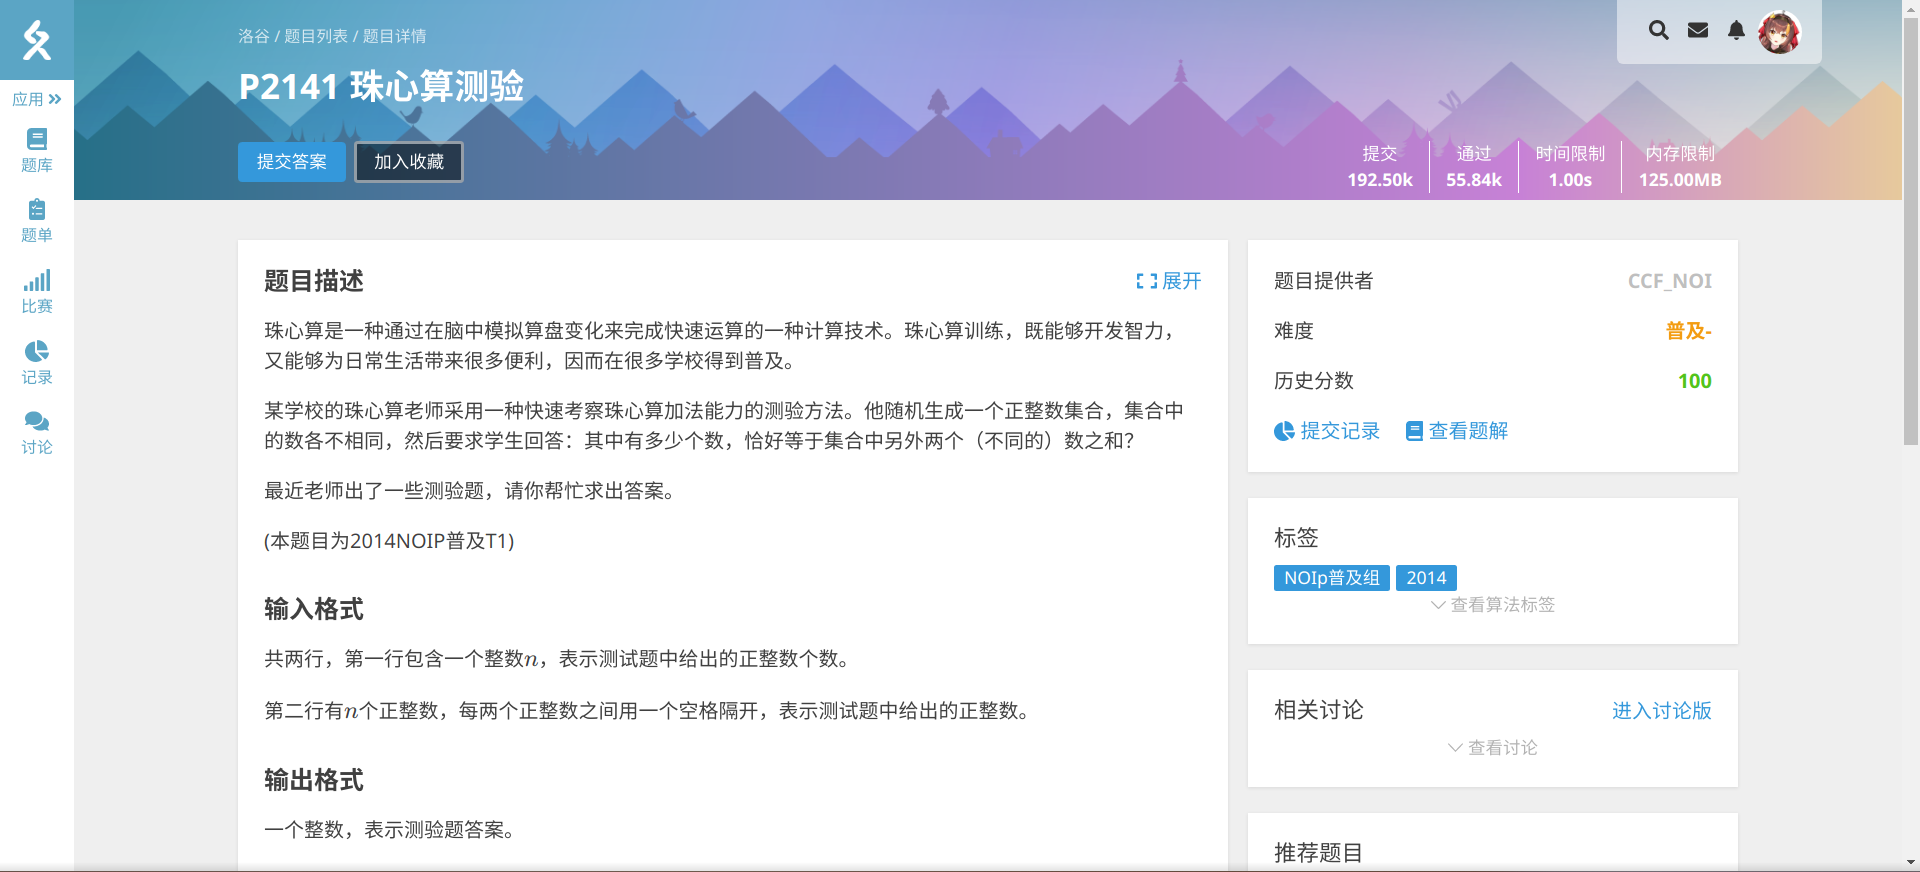 洛谷 / 题目列表 / 题目详情
P2141 珠心算测验
应用
题库
题单
比赛
记录
讨论
提交答案
加入收藏
提交
192.50k
通过
55.84k
时间限制
1.00s
内存限制
125.00MB
题目描述
展开
珠心算是一种通过在脑中模拟算盘变化来完成快速运算的一种计算技术。珠心算训练，既能够开发智力，
又能够为日常生活带来很多便利，因而在很多学校得到普及。
某学校的珠心算老师采用一种快速考察珠心算加法能力的测验方法。他随机生成一个正整数集合，集合中
的数各不相同，然后要求学生回答：其中有多少个数，恰好等于集合中另外两个（不同的）数之和？
最近老师出了一些测验题，请你帮忙求出答案。
(本题目为2014NOIP普及T1)
输入格式
共两行，第一行包含一个整数n，表示测试题中给出的正整数个数。
第二行有n个正整数，每两个正整数之间用一个空格隔开，表示测试题中给出的正整数。
输出格式
一个整数，表示测验题答案。
题目提供者
CCF_NOI
难度
普及-
历史分数
100
提交记录
查看题解
标签
NOIp普及组
2014
查看算法标签
相关讨论
进入讨论版
查看讨论
推荐题目